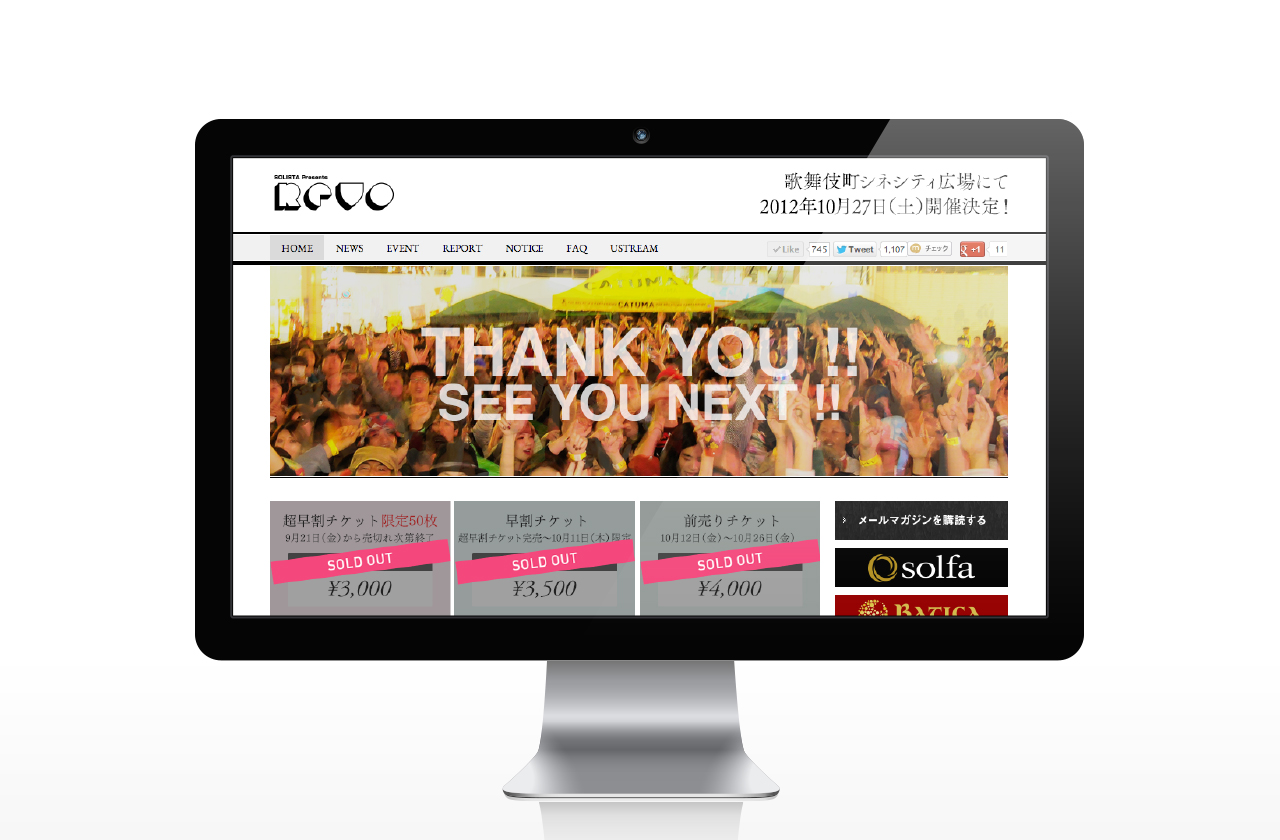 SOLISTA Presents
REVO
歌舞伎町シネシティ広場にて
2012年10月27日(土)開催決定!
HOME NEWS EVENT REPORT NOTICE FAQ USTREAM
Like 745 Tweet 1,107 m チェック +1 11
CATUMA
THANK YOU !!
SEE YOU NEXT !!
超早割チケット限定50枚
9月21日(金)から売切れ次第終了
SOLD OUT
¥3,000
早割チケット
超早割チケット完売〜10月11日(木)限定
SOLD OUT
¥3,500
前売りチケット
10月12日(金)〜10月26日(金)
SOLD OUT
¥4,000
› メールマガジンを購読する
solfa
BATICA